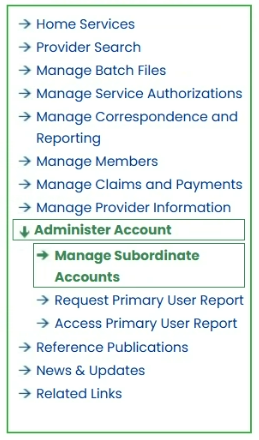 Home Services
Provider Search
Manage Batch Files
Manage Service Authorizations
Manage Correspondence and
Reporting
Manage Members
Manage Claims and Payments
Manage Provider Information
Administer Account
Manage Subordinate
Accounts
Request Primary User Report
Access Primary User Report
Reference Publications
News & Updates
Related Links